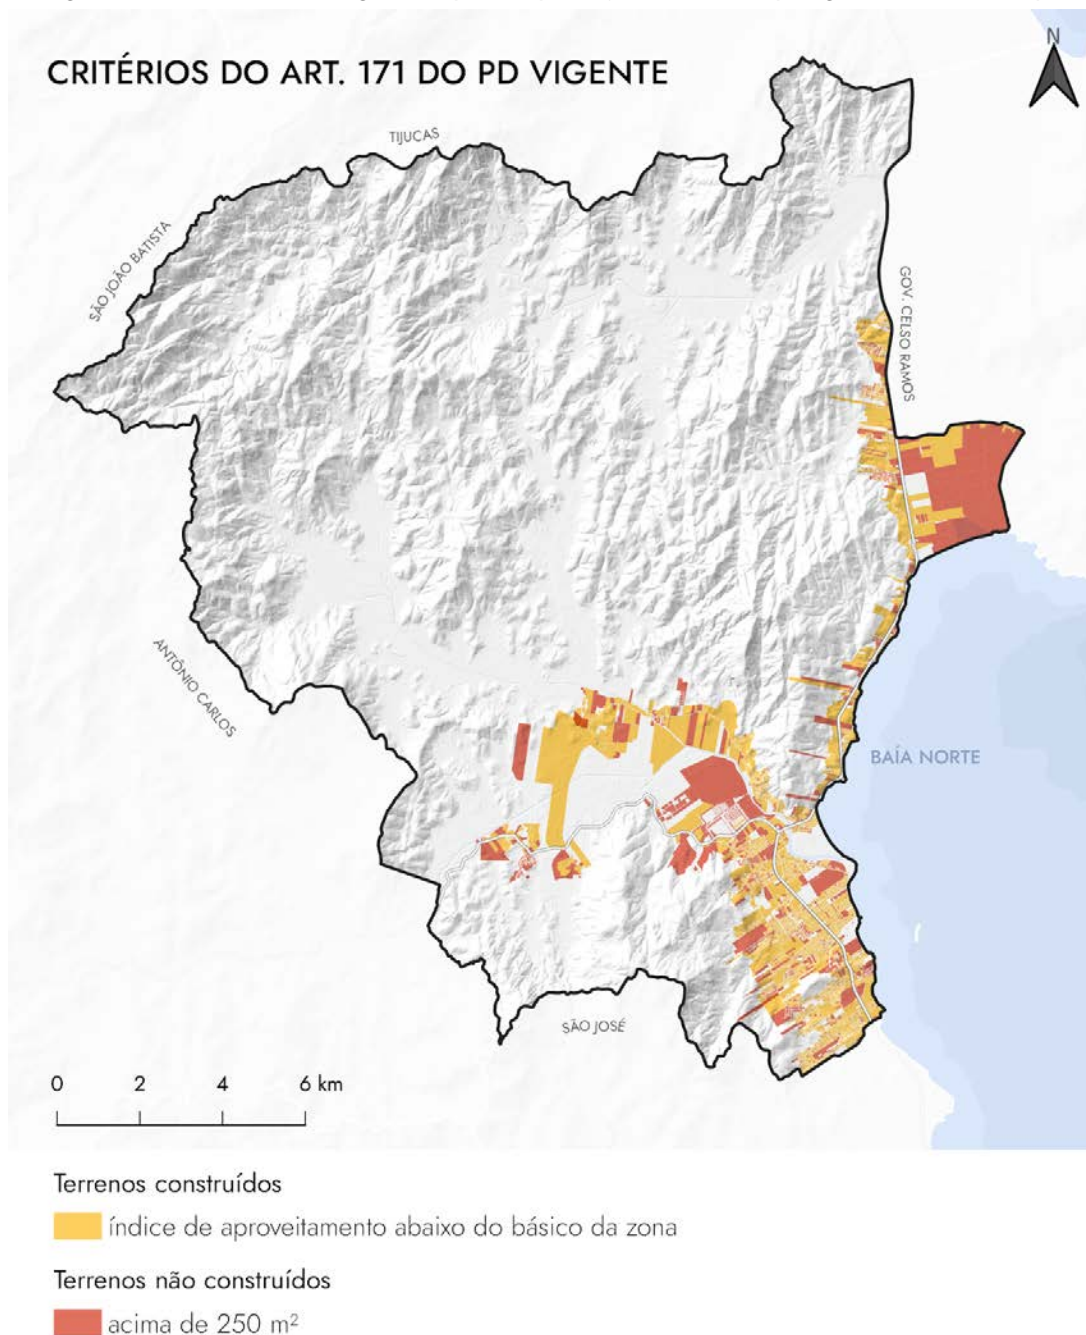 CRITÉRIOS DO ART. 171 DO PD VIGENTE
N
TIJUCAS
SÃO JOÃO BATISTA
GOV. CELSO RAMOS
ANTÔNIO CARLOS
BAÍA NORTE
SÃO JOSÉ
0 2 4 6 km
Terrenos construídos
índice de aproveitamento abaixo do básico da zona
Terrenos não construídos
acima de 250 m²